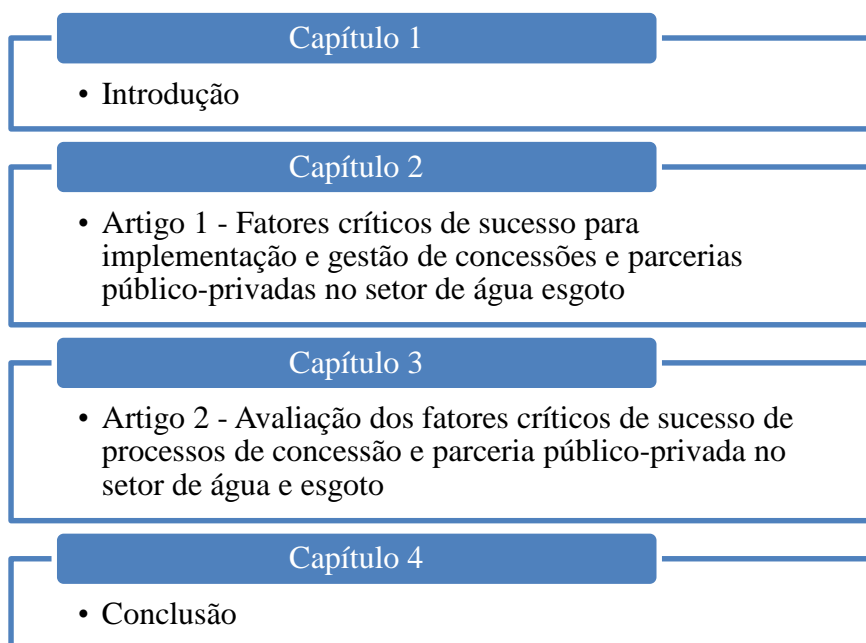 Capítulo 1
• Introdução
Capítulo 2
• Artigo 1 - Fatores críticos de sucesso para
implementação e gestão de concessões e parcerias
público-privadas no setor de água esgoto
Capítulo 3
• Artigo 2 - Avaliação dos fatores críticos de sucesso de
processos de concessão e parceria público-privada no
setor de água e esgoto
Capítulo 4
• Conclusão